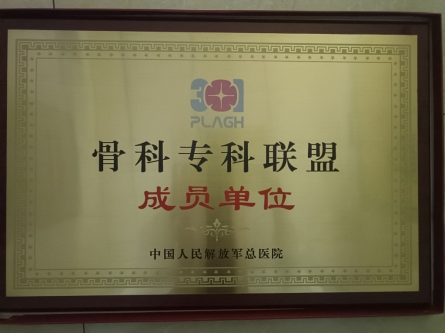 301
PLAGH
骨科专科联盟
成员单位
中国人民解放军总医院